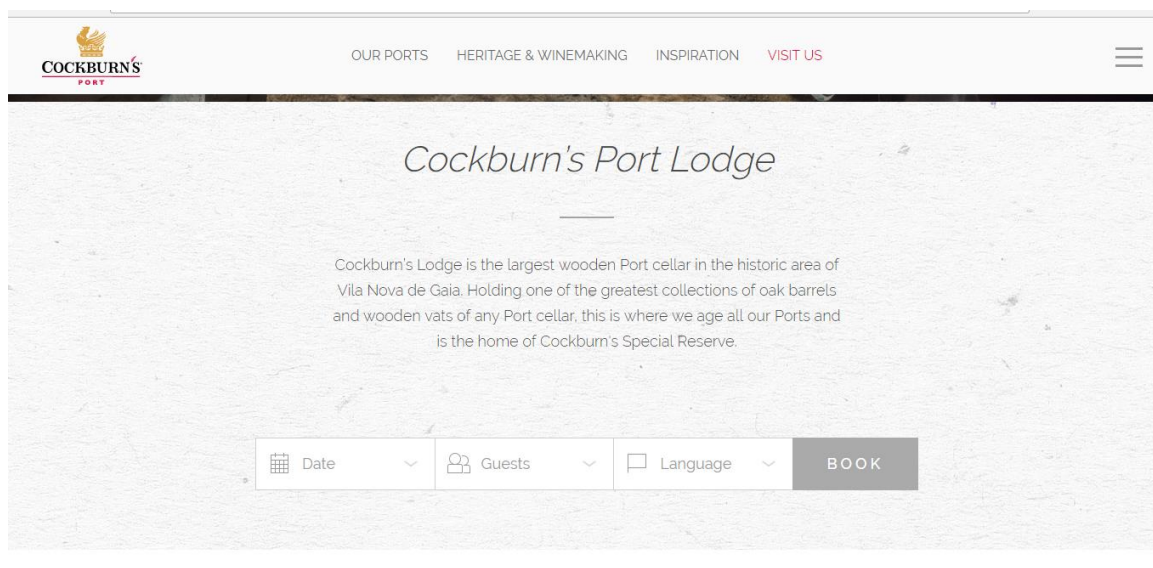 COCKBURN'S
PORT
OUR PORTS HERITAGE & WINEMAKING INSPIRATION VISIT US
Cockburn's Port Lodge
Cockburn's Lodge is the largest wooden Port cellar in the historic area of
Vila Nova de Gaia. Holding one of the greatest collections of oak barrels
and wooden vats of any Port cellar, this is where we age all our Ports and
is the home of Cockburn's Special Reserve.
Date Guests Language BOOK